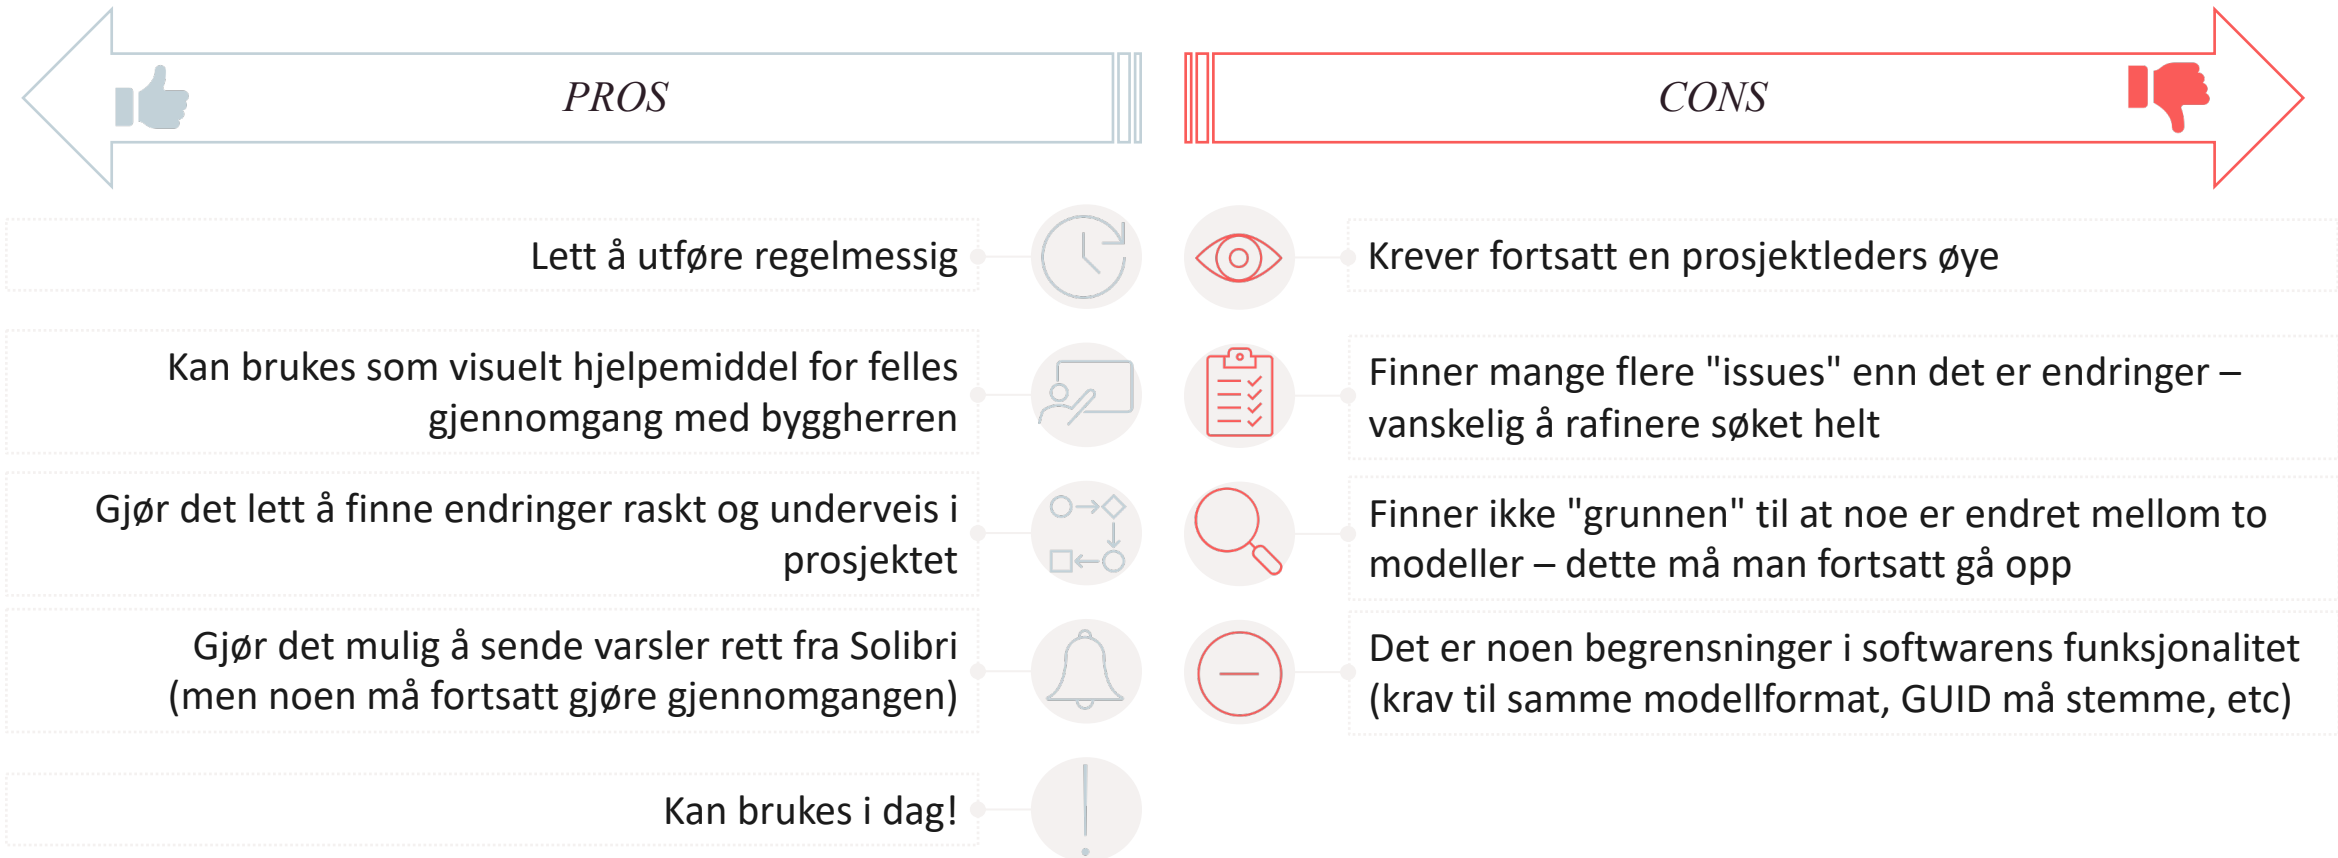 PROS
Lett å utføre regelmessig
Kan brukes som visuelt hjelpemiddel for felles
gjennomgang med byggherren
Gjør det lett å finne endringer raskt og underveis i
prosjektet
Gjør det mulig å sende varsler rett fra Solibri
(men noen må fortsatt gjøre gjennomgangen)
Kan brukes i dag!
CONS
Krever fortsatt en prosjektleders øye
Finner mange flere "issues" enn det er endringer –
vanskelig å rafinere søket helt
Finner ikke "grunnen" til at noe er endret mellom to
modeller – dette må man fortsatt gå opp
Det er noen begrensninger i softwarens funksjonalitet
(krav til samme modellformat, GUID må stemme, etc)